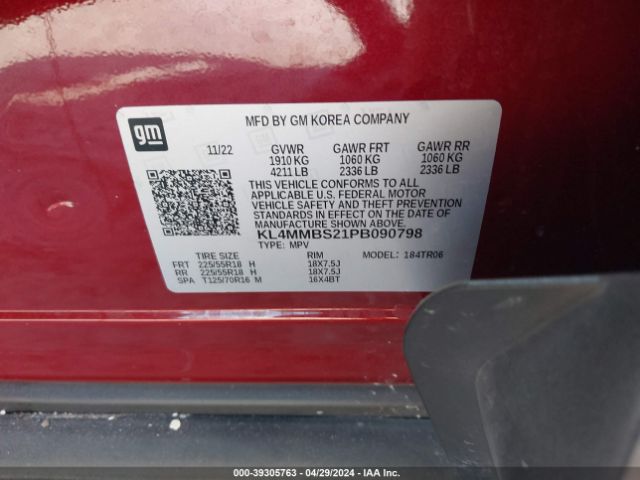 gm
MFD BY GM KOREA COMPANY
11/22 GVWR GAWR FRT GAWR RR
1910 KG 1060 KG 1060 KG
4211 LB 2336 LB 2336 LB
THIS VEHICLE CONFORMS TO ALL
APPLICABLE U.S. FEDERAL MOTOR
VEHICLE SAFETY AND THEFT PREVENTION
STANDARDS IN EFFECT ON THE DATE OF
MANUFACTURE SHOWN ABOVE.
KL4MMBS21PB090798
TYPE: MPV MODEL: 184TR06
TIRE SIZE RIM
FRT 225/55R18 H 18X7.5J
RR 225/55R18 H 18X7.5J
SPA T125/70R16 M 16X4BT
000-39305763 - 04/29/2024 - IAA Inc.